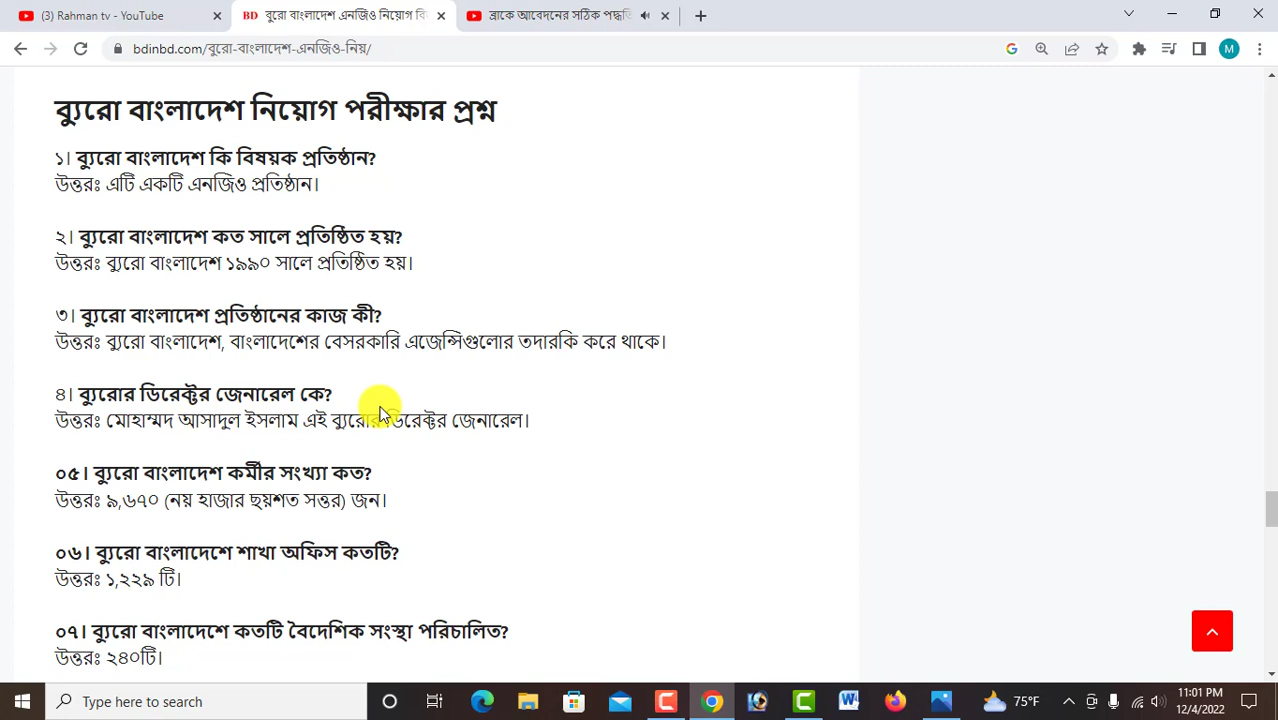 (3) Rahman tv - YouTube
BD বুরো বাংলাদেশ এনজিও নিয়োগ বি
ব্রাকে আবেদনের সঠিক পদ্ধতি
bdinbd.com/বুরো-বাংলাদেশ-এনজিও-নিয়/
M
ব্যুরো বাংলাদেশ নিয়োগ পরীক্ষার প্রশ্ন
১। ব্যুরো বাংলাদেশ কি বিষয়ক প্রতিষ্ঠান?
উত্তরঃ এটি একটি এনজিও প্রতিষ্ঠান।
২। ব্যুরো বাংলাদেশ কত সালে প্রতিষ্ঠিত হয়?
উত্তরঃ ব্যুরো বাংলাদেশ ১৯৯০ সালে প্রতিষ্ঠিত হয়।
৩। ব্যুরো বাংলাদেশ প্রতিষ্ঠানের কাজ কী?
উত্তরঃ ব্যুরো বাংলাদেশ, বাংলাদেশের বেসরকারি এজেন্সিগুলোর তদারকি করে থাকে।
৪। ব্যুরোর ডিরেক্টর জেনারেল কে?
উত্তরঃ মোহাম্মদ আসাদুল ইসলাম এই ব্যুরোর ডিরেক্টর জেনারেল।
০৫। ব্যুরো বাংলাদেশ কর্মীর সংখ্যা কত?
উত্তরঃ ৯,৬৭০ (নয় হাজার ছয়শত সত্তর) জন।
০৬। ব্যুরো বাংলাদেশে শাখা অফিস কতটি?
উত্তরঃ ১,২২৯ টি।
০৭। ব্যুরো বাংলাদেশে কতটি বৈদেশিক সংস্থা পরিচালিত?
উত্তরঃ ২৪০টি।
Type here to search
75°F
11:01 PM
12/4/2022